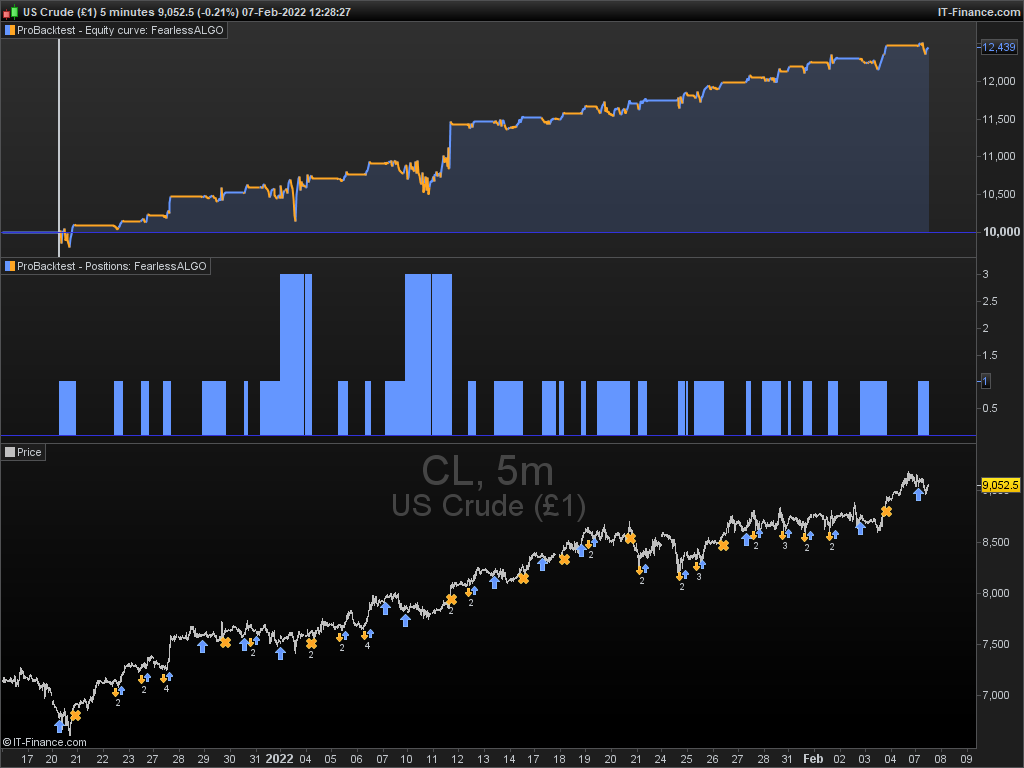 US Crude (£1) 5 minutes 9,052.5 (-0.21%) 07-Feb-2022 12:28:27 IT-Finance.com
ProBacktest - Equity curve: FearlessALGO
12,439
12,000
11,500
11,000
10,500
10,000
ProBacktest - Positions: FearlessALGO
3
2.5
2
1.5
1
0.5
Price
CL, 5m
US Crude (£1)
9,052.5
8,500
8,000
7,500
7,000
2 2 4 2 2 2 4 2 2 2 2 2 3 2 3 2 2
© IT-Finance.com
17 20 21 22 23 27 28 29 30 31 2022 04 05 06 07 10 11 12 13 14 17 18 19 20 21 24 25 26 27 28 31 Feb 02 03 04 07 08 09